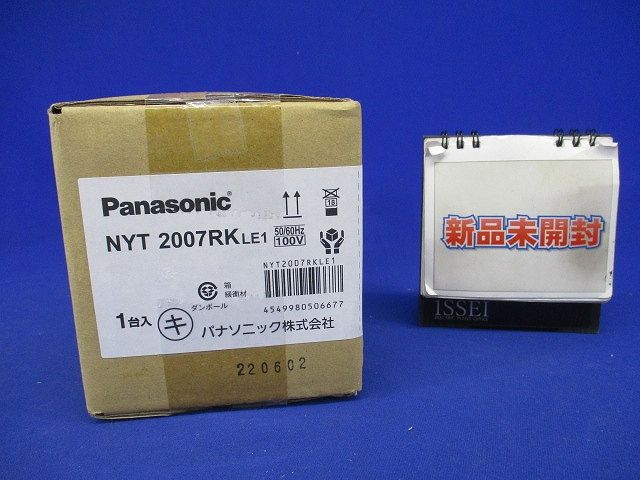 Panasonic
NYT 2007RKLE1
50/60Hz
100V
18
NYT2007RKLE1
箱
緩衝材
ダンボール
4549980506677
1台入
キ
パナソニック株式会社
220602
新品未開封
ISSEI